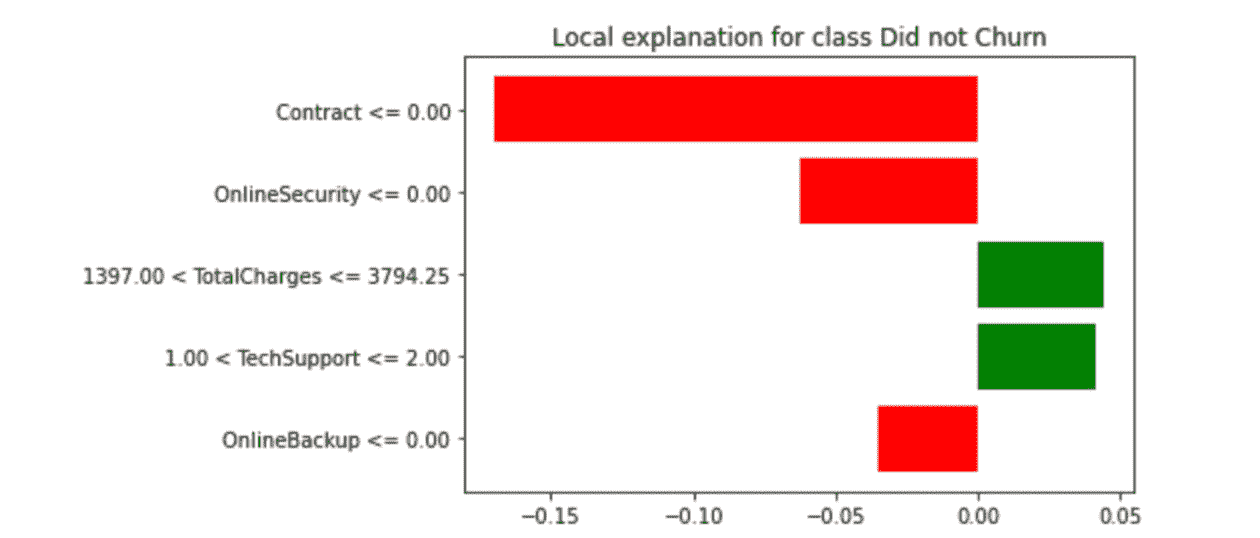 Local explanation for class Did not Churn
Contract <= 0.00
OnlineSecurity <= 0.00
1397.00 < TotalCharges <= 3794.25
1.00 < TechSupport <= 2.00
OnlineBackup <= 0.00
−0.15 −0.10 −0.05 0.00 0.05